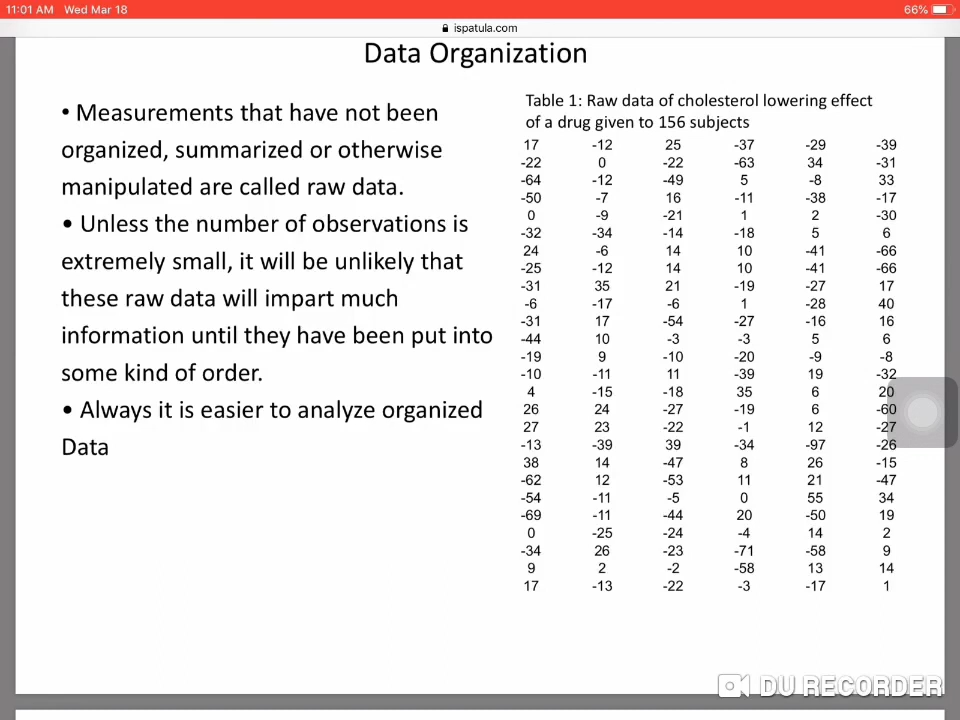 11:01 AM Wed Mar 18
66%
ispatula.com
Data Organization
• Measurements that have not been
organized, summarized or otherwise
manipulated are called raw data.
• Unless the number of observations is
extremely small, it will be unlikely that
these raw data will impart much
information until they have been put into
some kind of order.
• Always it is easier to analyze organized
Data
Table 1: Raw data of cholesterol lowering effect
of a drug given to 156 subjects
17 -12 25 -37 -29 -39
-22 0 -22 -63 34 -31
-64 -12 -49 5 -8 33
-50 -7 16 -11 -38 -17
0 -9 -21 1 2 -30
-32 -34 -14 -18 5 6
24 -6 14 10 -41 -66
-25 -12 14 10 -41 -66
-31 35 21 -19 -27 17
-6 -17 -6 1 -28 40
-31 17 -54 -27 -16 16
-44 10 -3 -3 5 6
-19 9 -10 -20 -9 -8
-10 -11 11 -39 19 -32
4 -15 -18 35 6 20
26 24 -27 -19 6 -60
27 23 -22 -1 12 -27
-13 -39 39 -34 -97 -26
38 14 -47 8 26 -15
-62 12 -53 11 21 -47
-54 -11 -5 0 55 34
-69 -11 -44 20 -50 19
0 -25 -24 -4 14 2
-34 26 -23 -71 -58 9
9 2 -2 -58 13 14
17 -13 -22 -3 -17 1
DU RECORDER